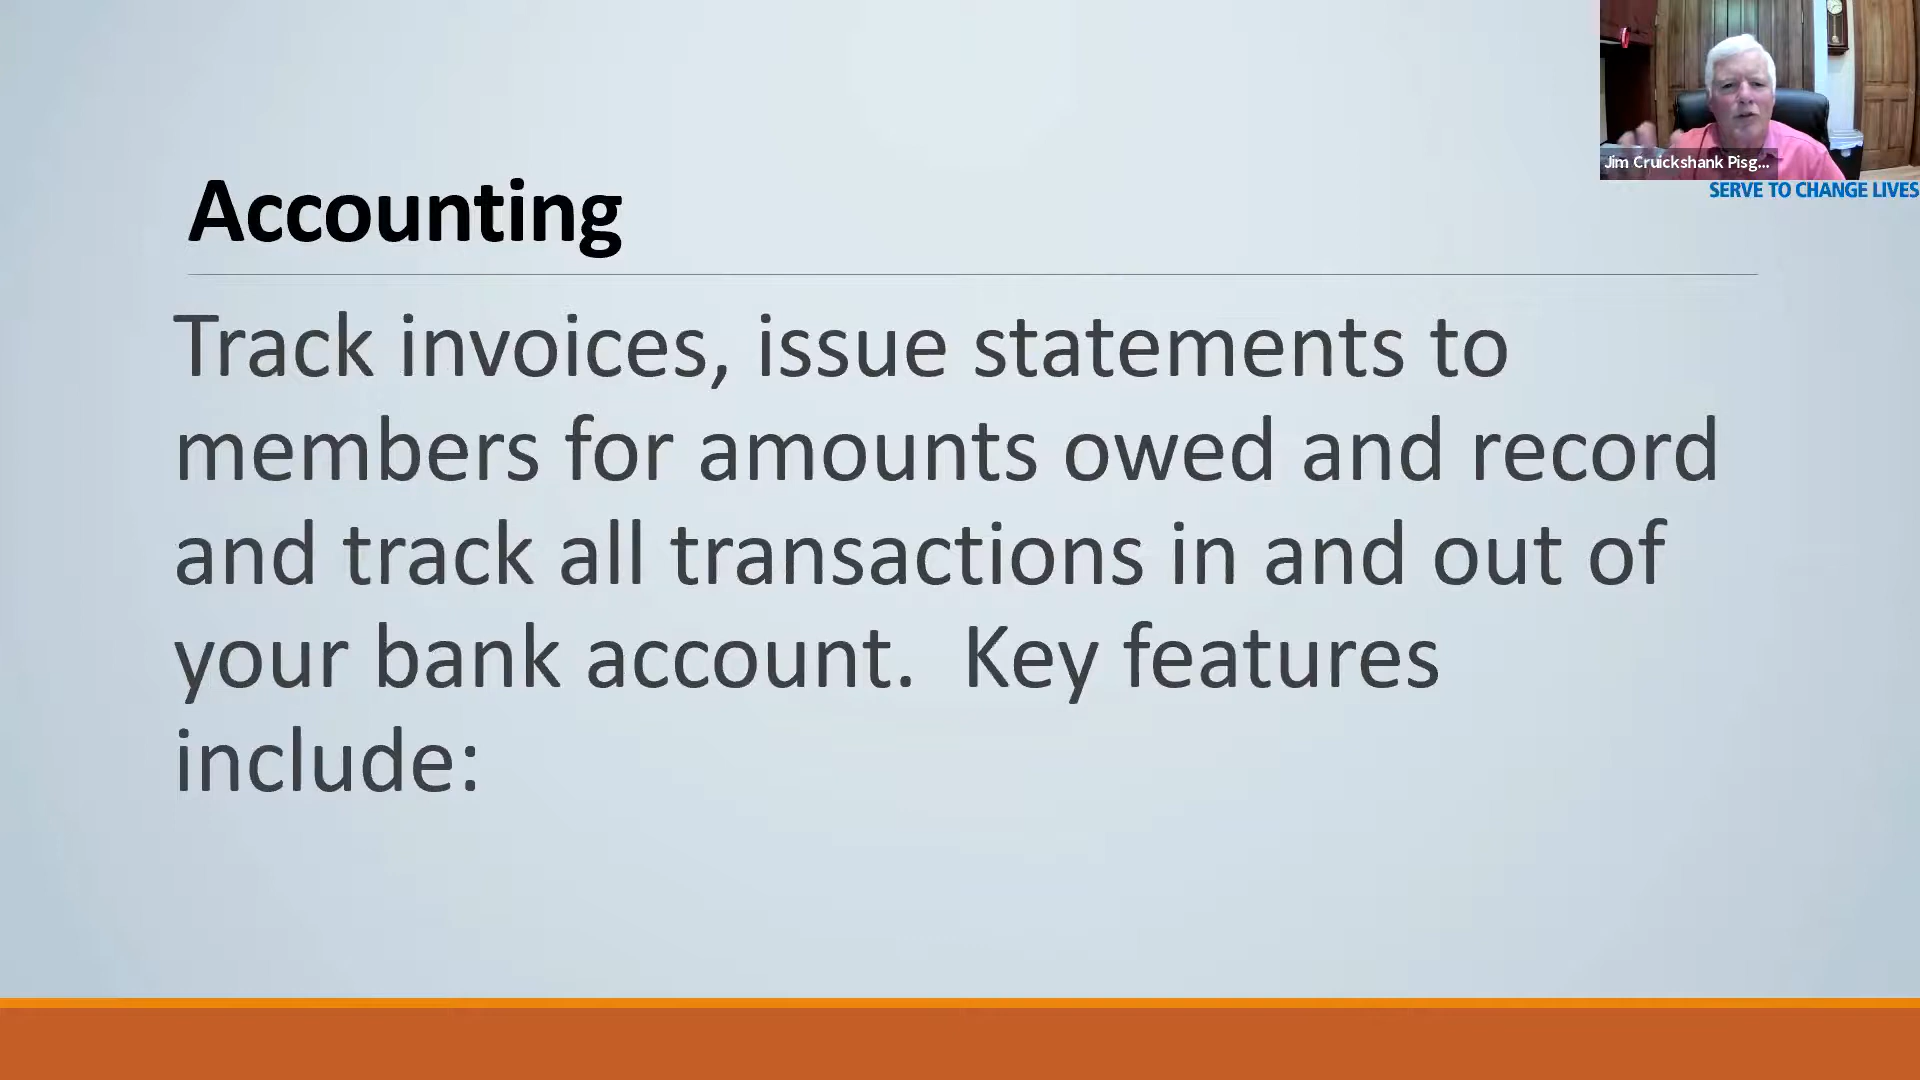 Jim Cruickshank Pisg...
SERVE TO CHANGE LIVES
Accounting
Track invoices, issue statements to
members for amounts owed and record
and track all transactions in and out of
your bank account.  Key features
include: